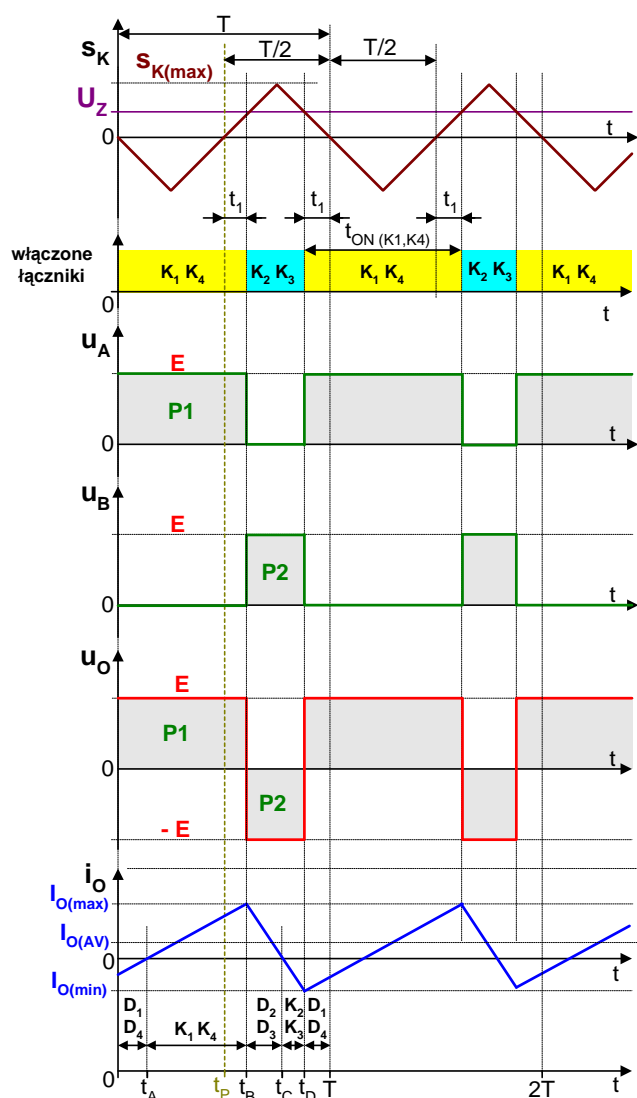 T
s_K
T/2
T/2
s_K(max)
U_Z
0
t
t_1
t_1
t_1
t_ON (K1,K4)
włączone
łączniki
K_1 K_4
K_2 K_3
K_1 K_4
K_2 K_3
K_1 K_4
0
t
u_A
E
P1
0
t
u_B
E
P2
0
t
u_O
E
P1
0
t
P2
- E
i_O
I_O(max)
I_O(AV)
0
t
I_O(min)
D_1
D_4
K_1 K_4
D_2
D_3
K_2
K_3
D_1
D_4
0
t_A
t_P
t_B
t_C
t_D
T
2T